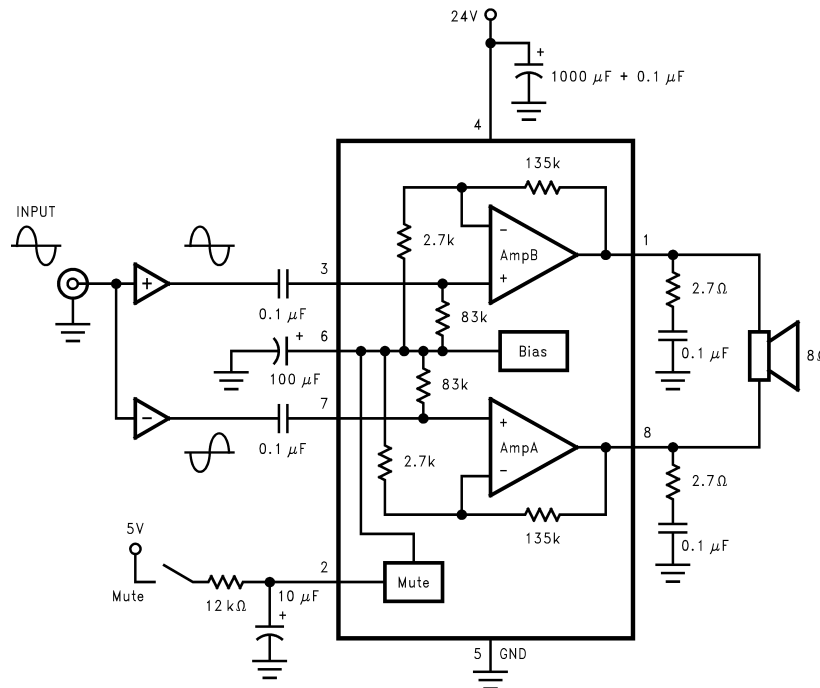 24V
+
1000 µF + 0.1 µF
4
135k
INPUT
2.7k
−
AmpB
+
1
+
3
0.1 µF
83k
2.7Ω
6
+
Bias
0.1 µF
8Ω
100 µF
83k
7
−
0.1 µF
+
AmpA
−
8
2.7k
2.7Ω
5V
135k
0.1 µF
Mute
2
12kΩ
10 µF
+
Mute
5 GND